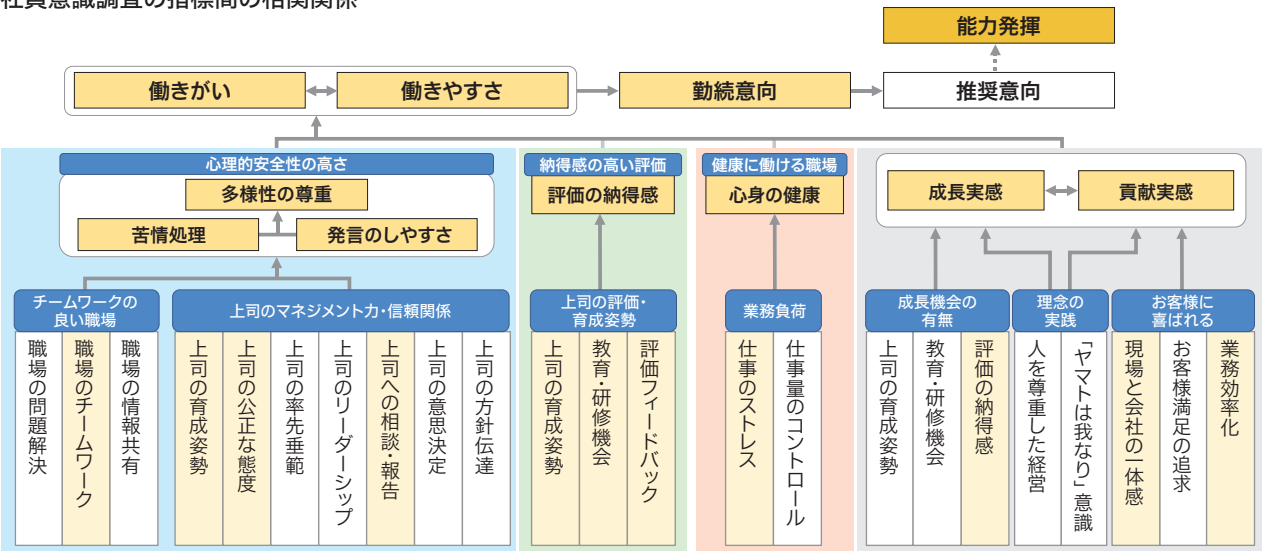 社員意識調査の指標間の相関関係
能力発揮
働きがい
働きやすさ
勤続意向
推奨意向
心理的安全性の高さ
多様性の尊重
苦情処理
発言のしやすさ
納得感の高い評価
評価の納得感
健康に働ける職場
心身の健康
成長実感
貢献実感
チームワークの
良い職場
職場の問題解決
職場のチームワーク
職場の情報共有
上司のマネジメント力・信頼関係
上司の育成姿勢
上司の公正な態度
上司の率先垂範
上司のリーダーシップ
上司への相談・報告
上司の意思決定
上司の方針伝達
上司の評価・
育成姿勢
上司の育成姿勢
教育・研修機会
評価フィードバック
業務負荷
仕事のストレス
仕事量のコントロール
成長機会の
有無
上司の育成姿勢
教育・研修機会
評価の納得感
理念の
実践
人を尊重した経営
「ヤマトは我なり」意識
お客様に
喜ばれる
現場と会社の一体感
お客様満足の追求
業務効率化